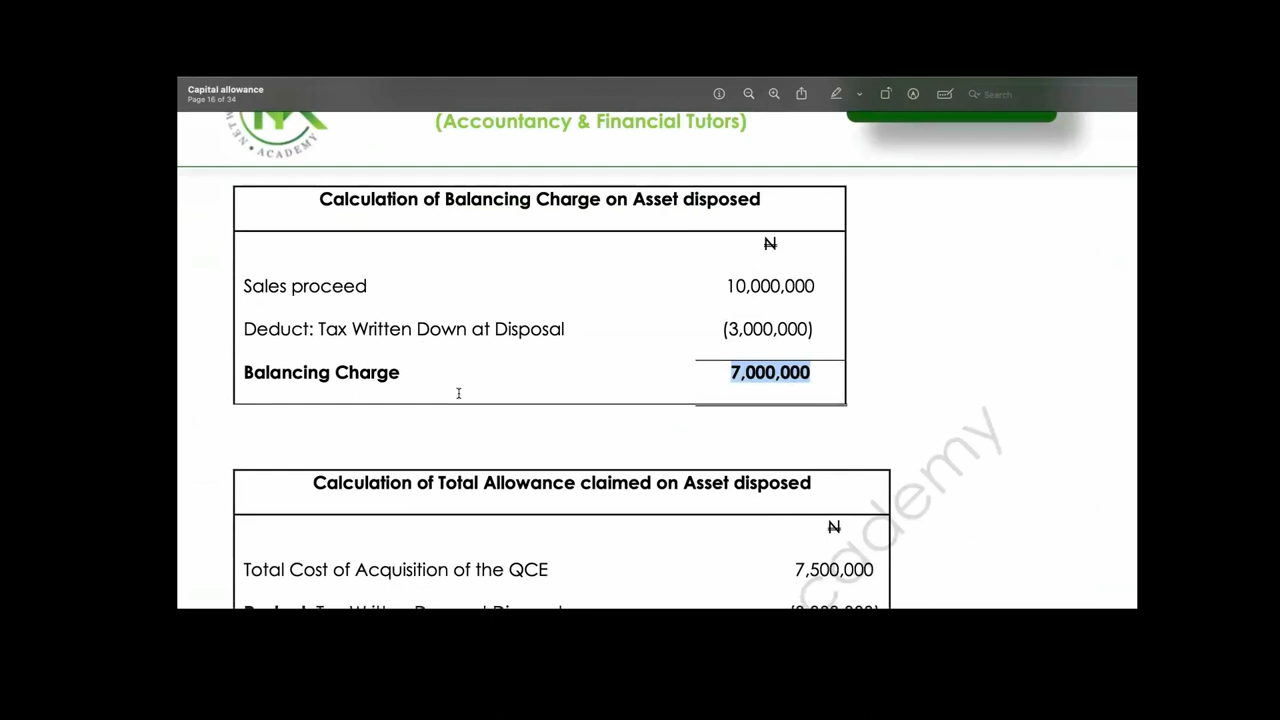 Capital allowance
Page 16 of 34
Search
(Accountancy & Financial Tutors)
ACADEMY
Calculation of Balancing Charge on Asset disposed
₦
Sales proceed 10,000,000
Deduct: Tax Written Down at Disposal (3,000,000)
Balancing Charge 7,000,000
Calculation of Total Allowance claimed on Asset disposed
₦
Total Cost of Acquisition of the QCE 7,500,000
cademy